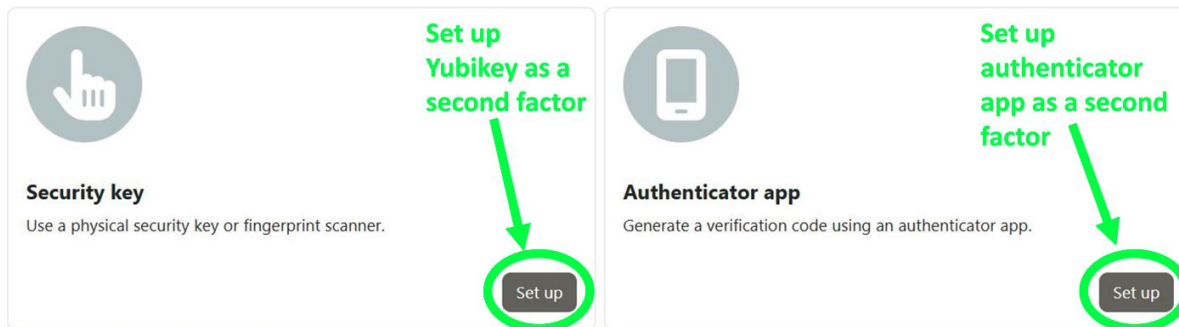 Set up
Yubikey as a
second factor
Security key
Use a physical security key or fingerprint scanner.
Set up
Set up
authenticator
app as a second
factor
Authenticator app
Generate a verification code using an authenticator app.
Set up